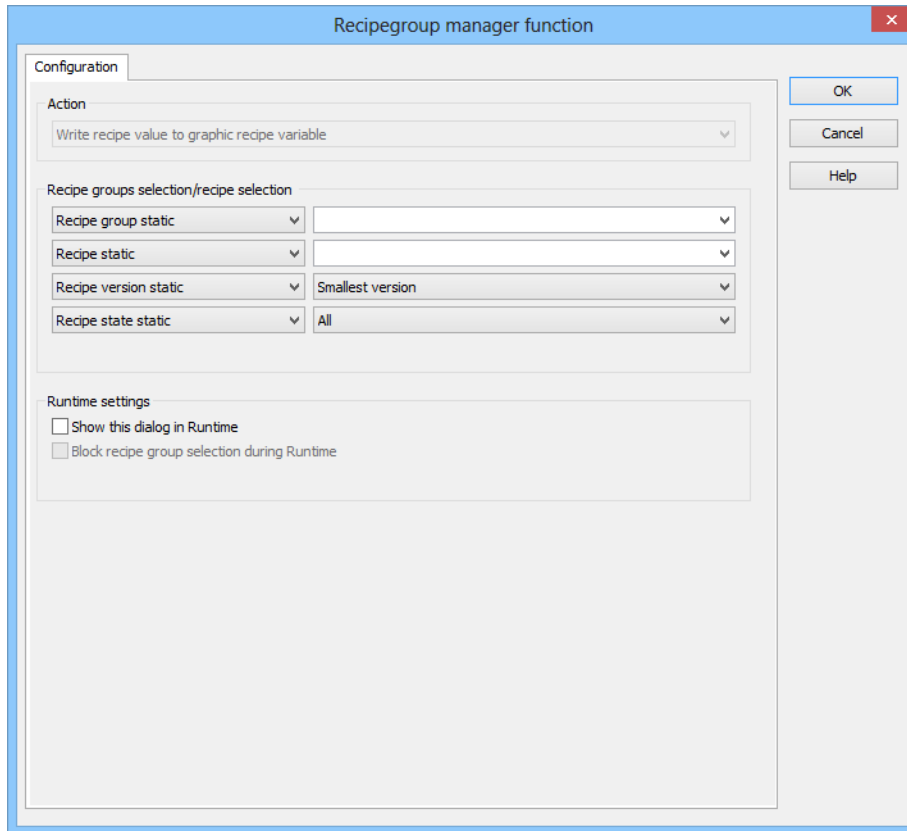 Recipegroup manager function
Configuration
OK
Cancel
Help
Action
Write recipe value to graphic recipe variable
Recipe groups selection/recipe selection
Recipe group static
Recipe static
Recipe version static Smallest version
Recipe state static All
Runtime settings
Show this dialog in Runtime
Block recipe group selection during Runtime